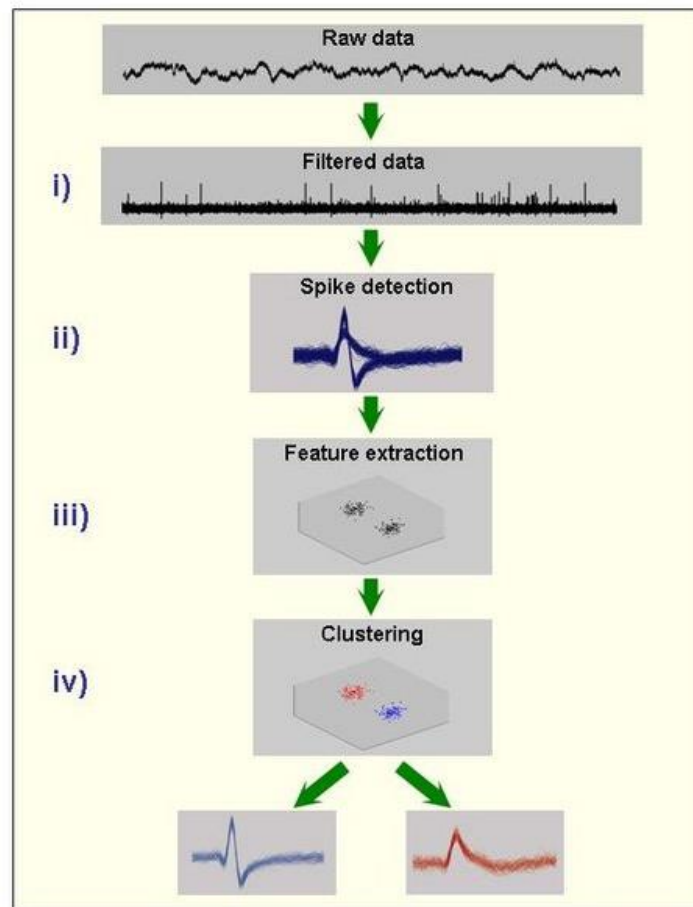 Raw data
i)
Filtered data
Spike detection
ii)
Feature extraction
iii)
Clustering
iv)